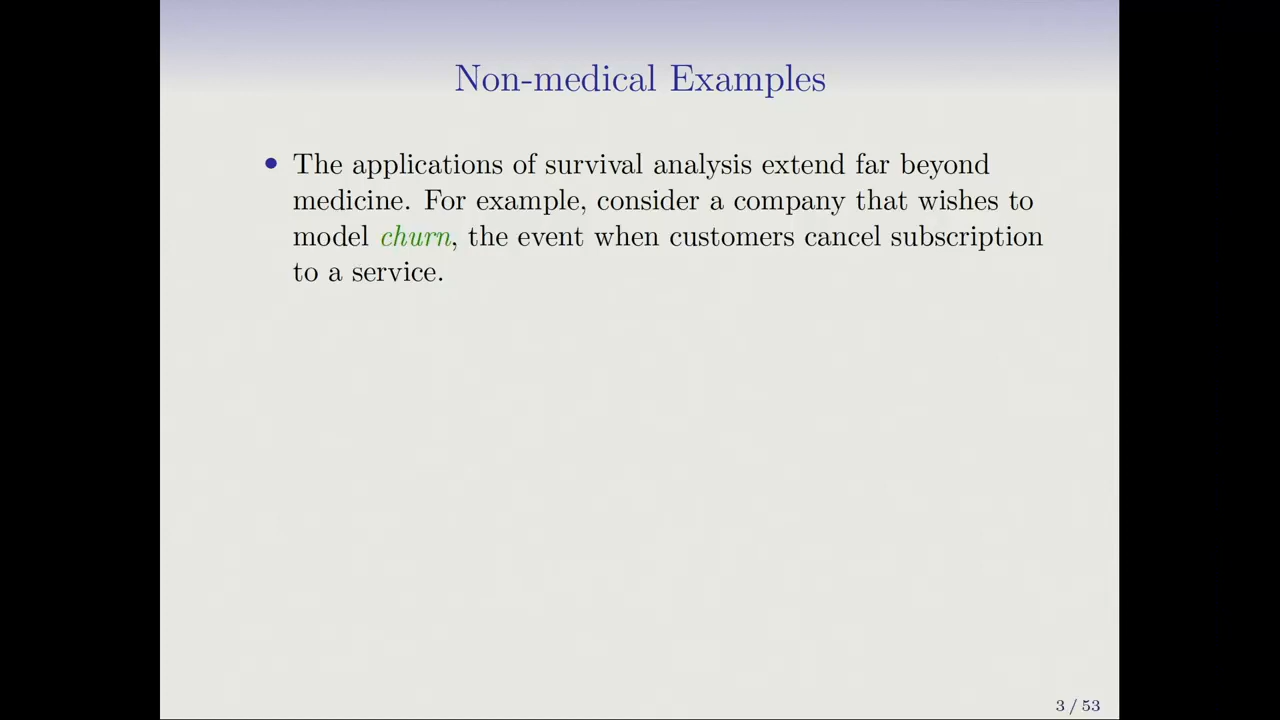 Non-medical Examples
• The applications of survival analysis extend far beyond
medicine. For example, consider a company that wishes to
model churn, the event when customers cancel subscription
to a service.
3 / 53